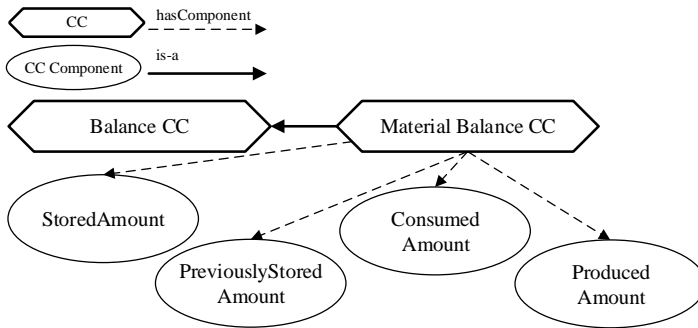 CC
hasComponent
CC Component
is-a
Balance CC
Material Balance CC
StoredAmount
PreviouslyStored
Amount
Consumed
Amount
Produced
Amount